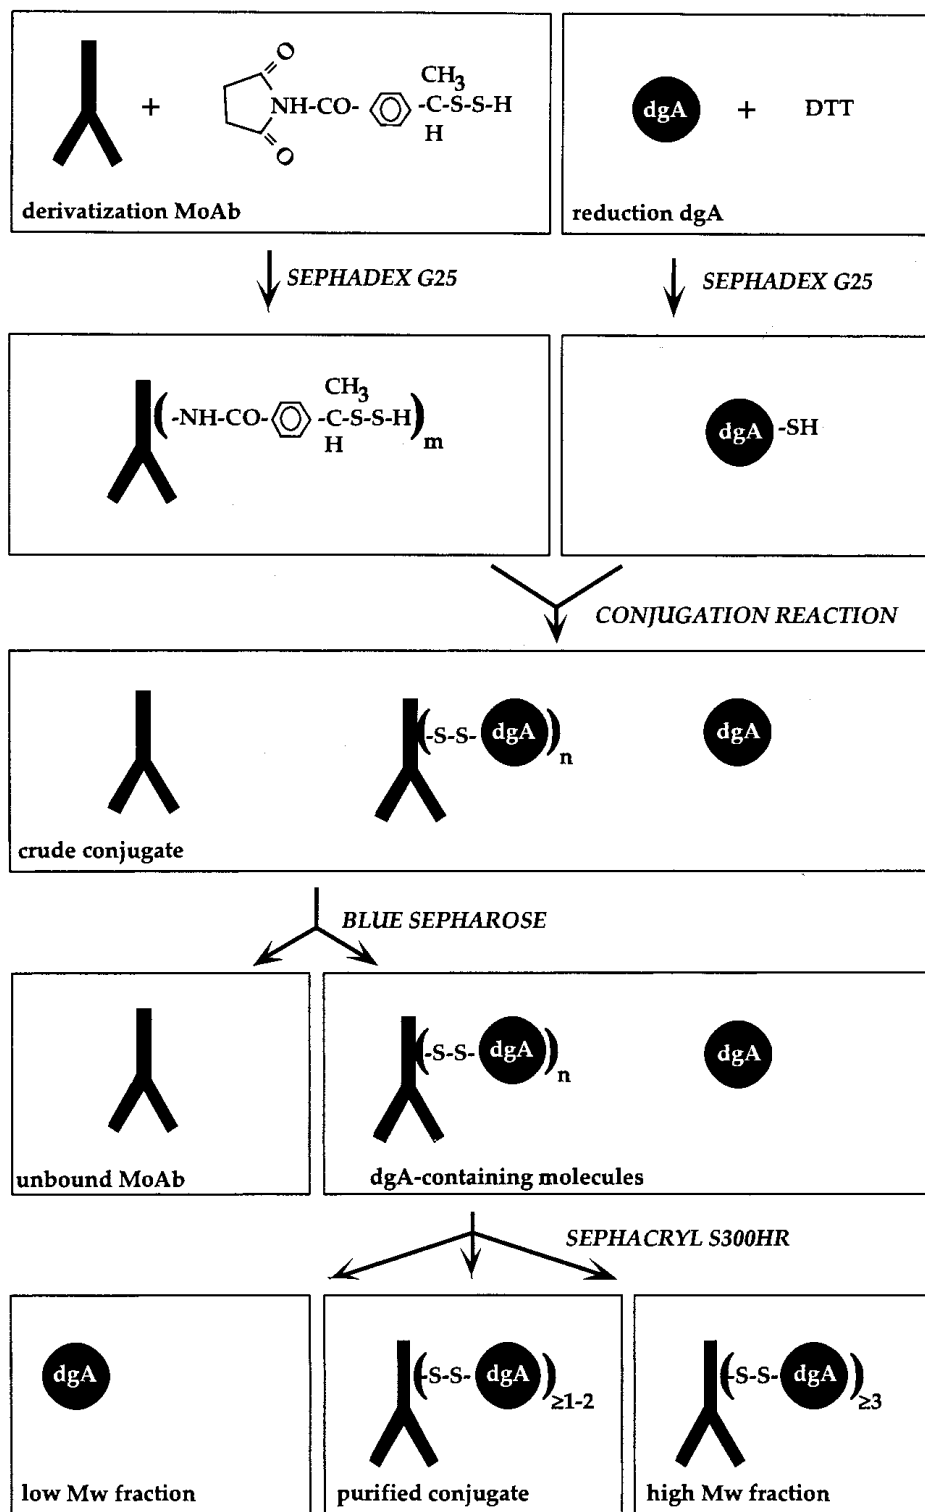 O
CH3
+
NH-CO- -C-S-S-H
H
O
derivatization MoAb
dgA + DTT
reduction dgA
SEPHADEX G25
SEPHADEX G25
CH3
(-NH-CO- -C-S-S-H)m
H
dgA -SH
CONJUGATION REACTION
(-S-S- dgA)n
dgA
crude conjugate
BLUE SEPHAROSE
unbound MoAb
(-S-S- dgA)n
dgA
dgA-containing molecules
SEPHACRYL S300HR
dgA
low Mw fraction
(-S-S- dgA)≥1-2
purified conjugate
(-S-S- dgA)≥3
high Mw fraction